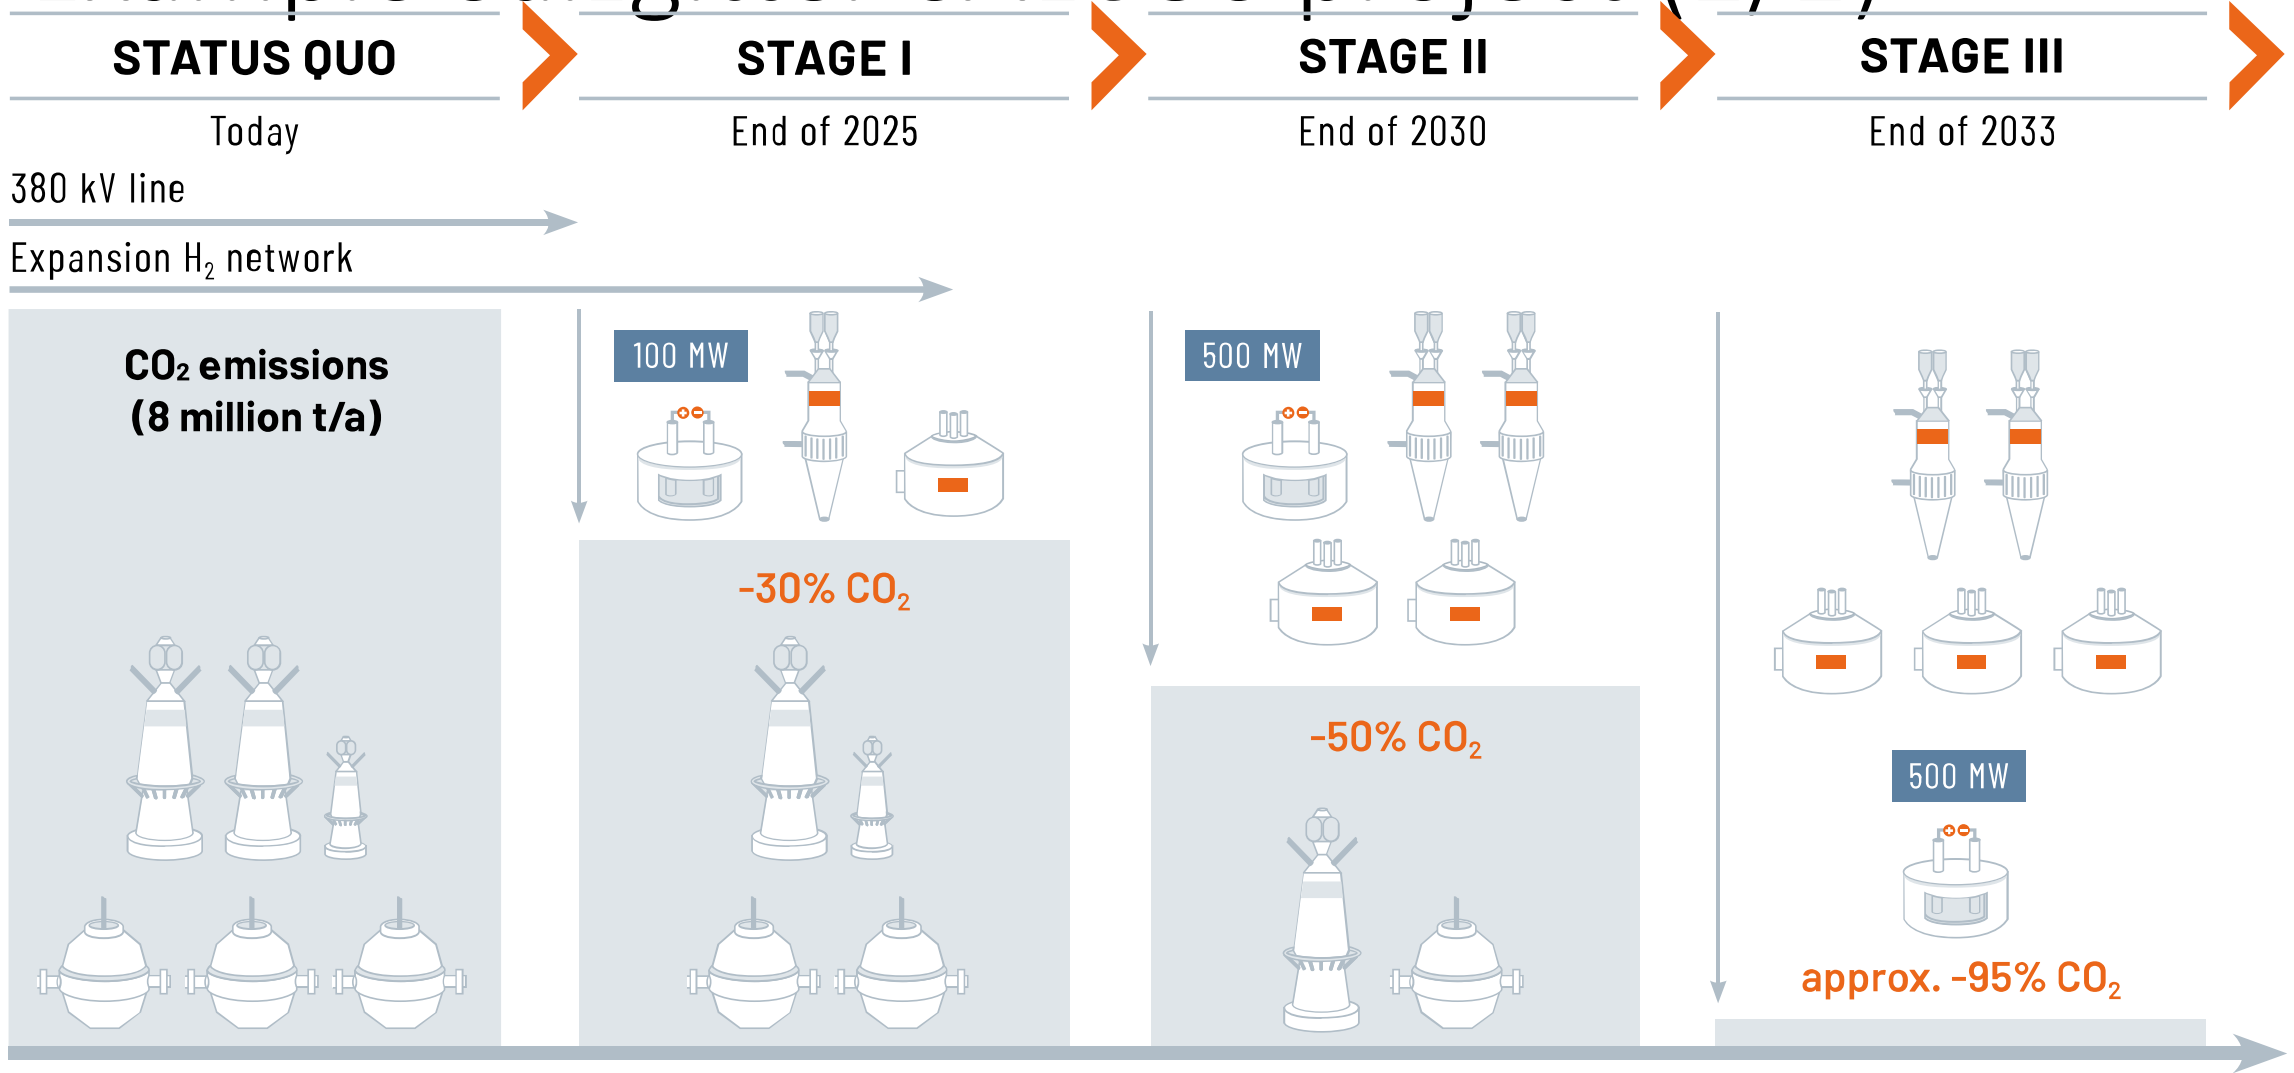 STATUS QUO
STAGE I
STAGE II
STAGE III
Today
End of 2025
End of 2030
End of 2033
380 kV line
Expansion H₂ network
CO₂ emissions
(8 million t/a)
100 MW
-30% CO₂
500 MW
-50% CO₂
500 MW
approx. -95% CO₂